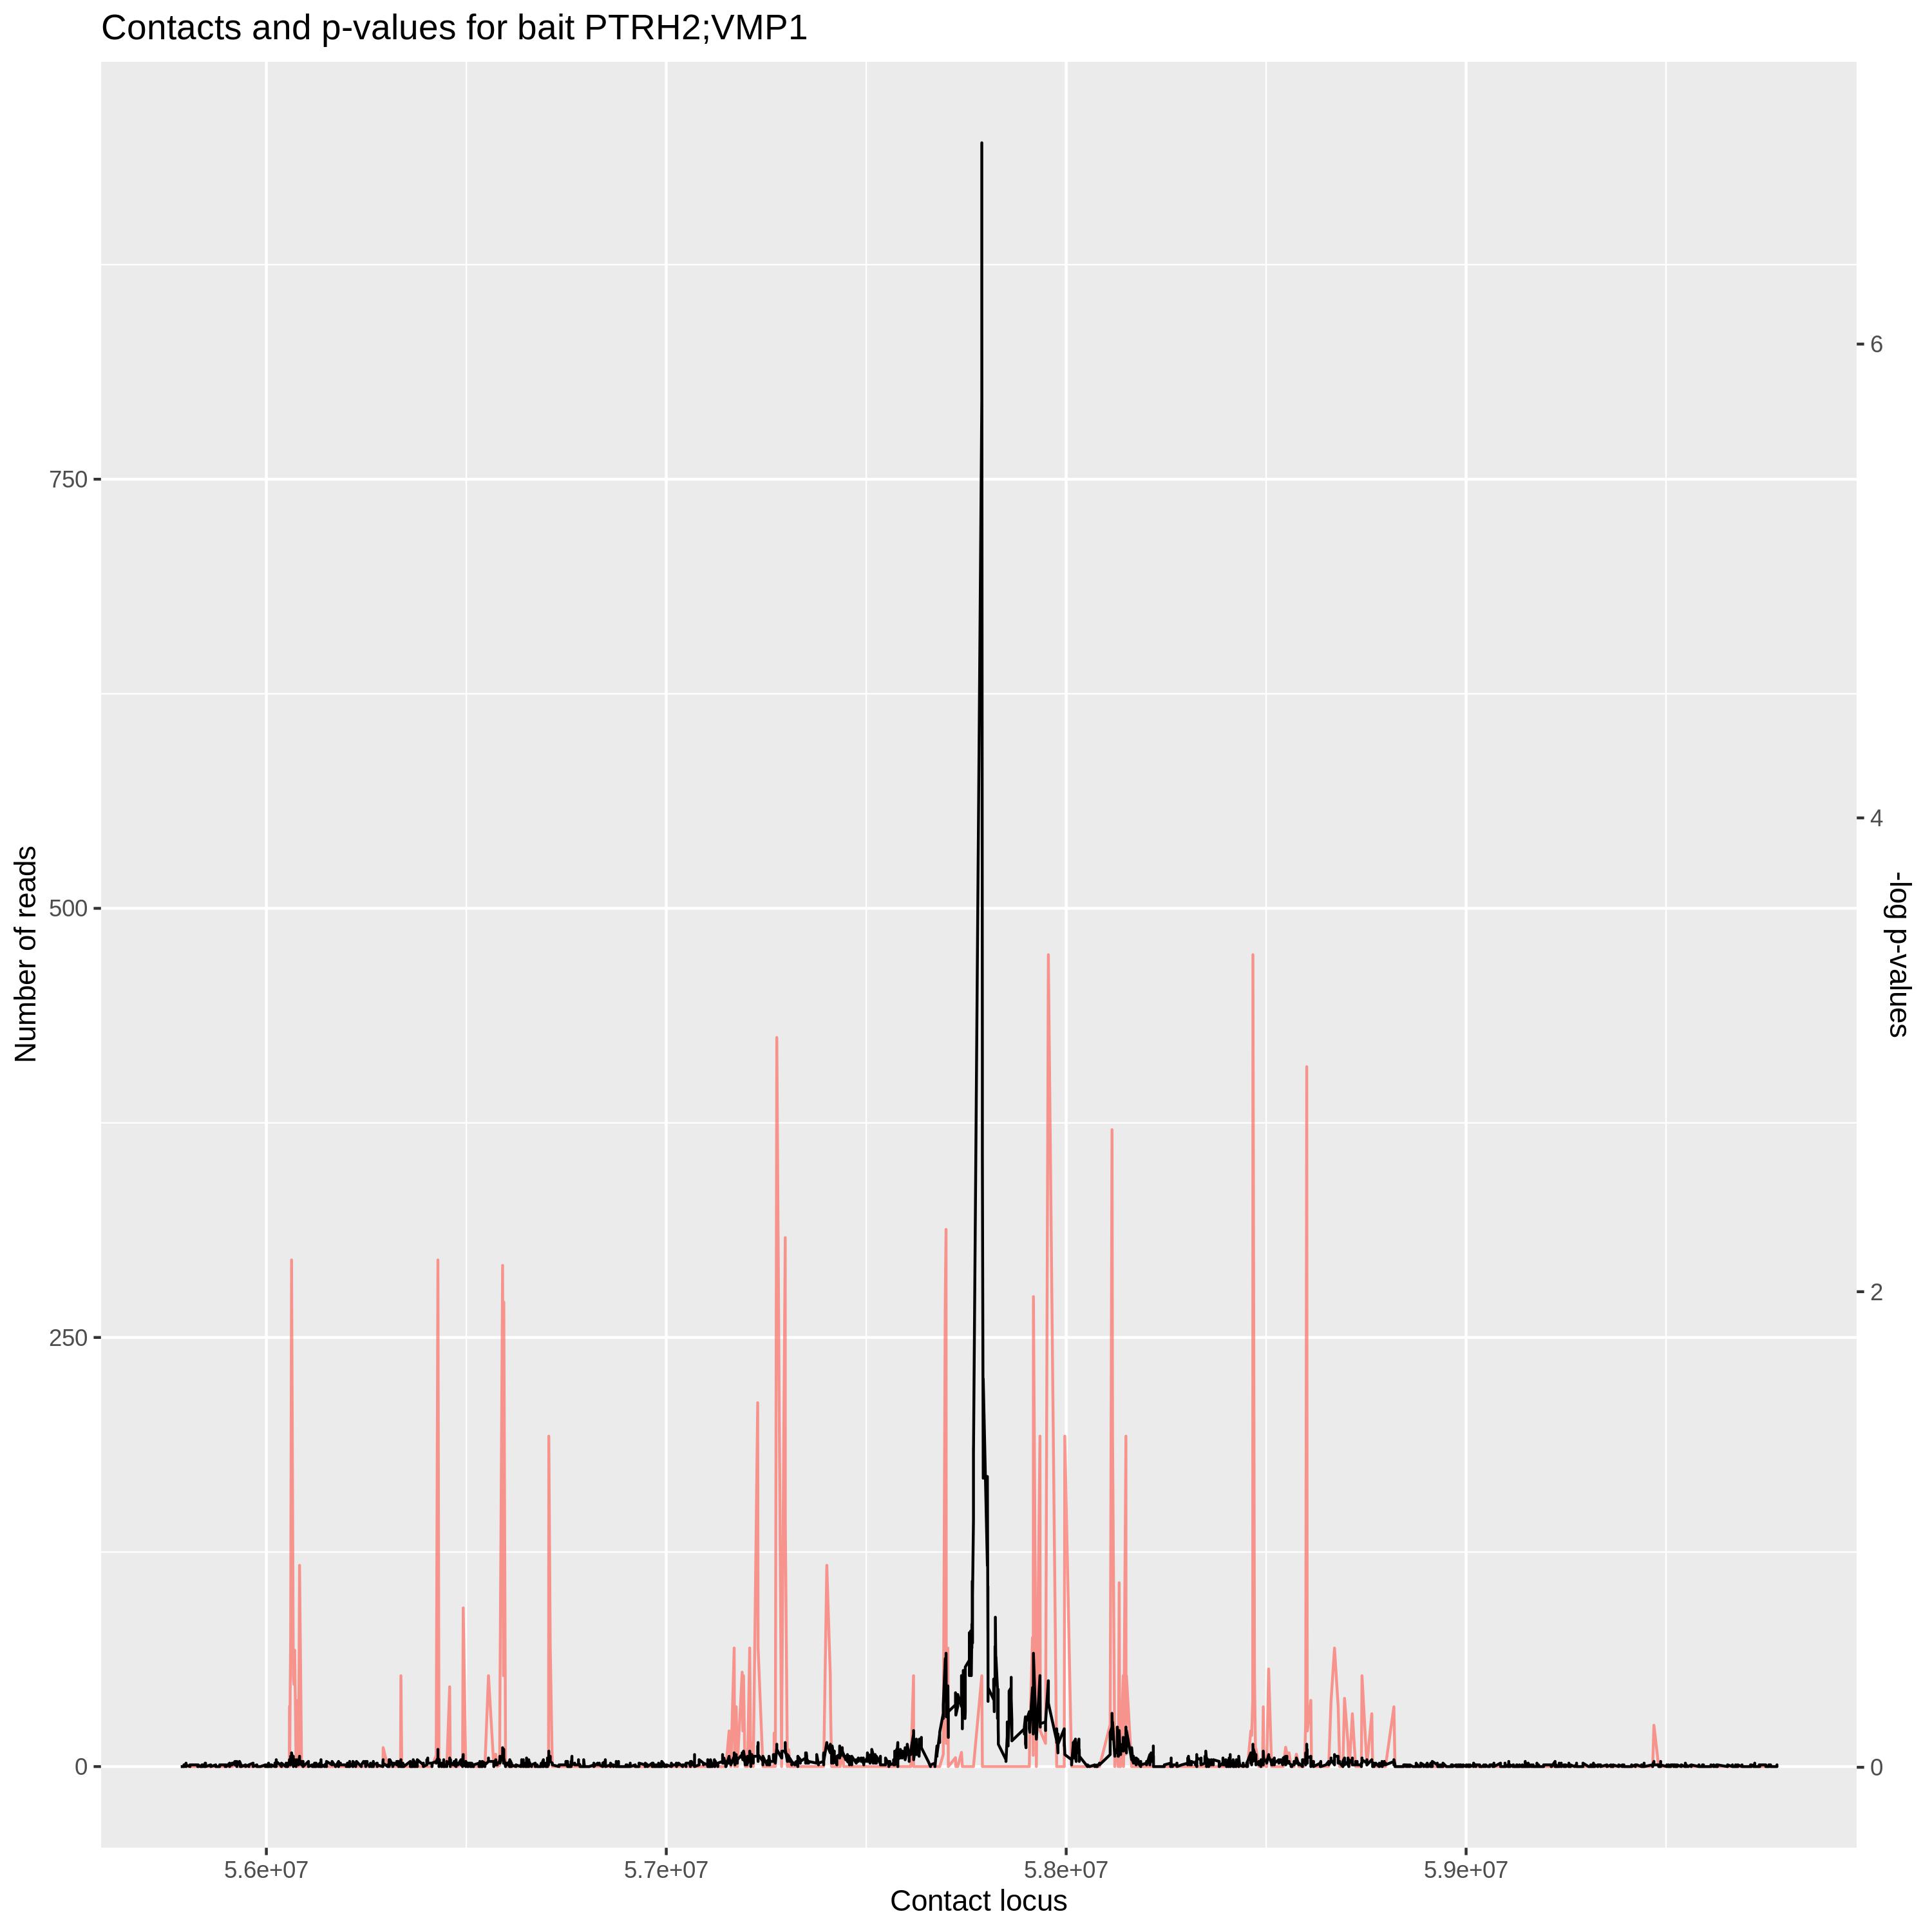 Contacts and p-values for bait PTRH2;VMP1
Number of reads
750
500
250
0
6
4
2
0
-log p-values
5.6e+07
5.7e+07
5.8e+07
5.9e+07
Contact locus